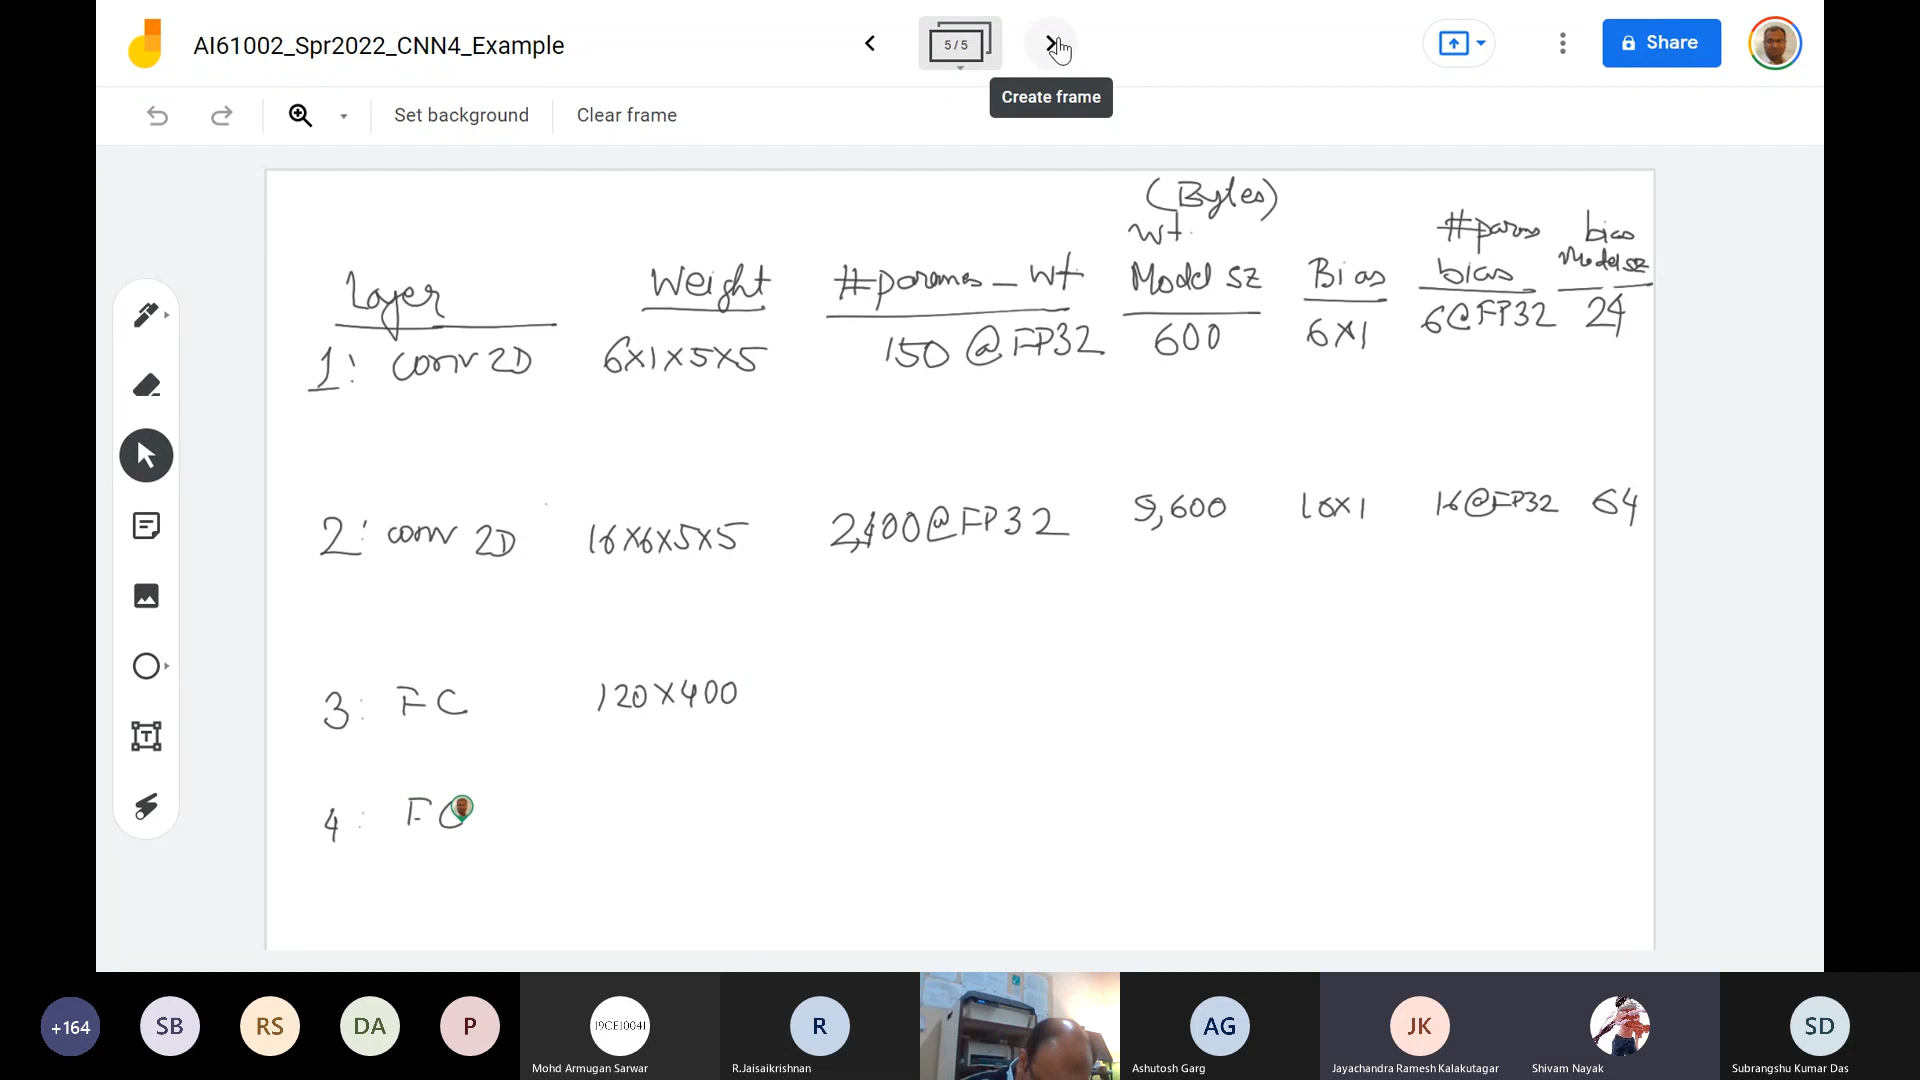 AI61002_Spr2022_CNN4_Example
5 / 5
Share
Create frame
Set background
Clear frame
(Bytes)
Layer Weight #params_wt wt. Model sz Bias #params bias bias Model sz
1: conv 2D 6x1x5x5 150 @ FP32 600 6x1 6@FP32 24
2: conv 2D 16x6x5x5 2,400@FP32 9,600 16x1 16@FP32 64
3: FC 120x400
4: FC
+164
SB
RS
DA
P
19CE10041
R
AG
JK
SD
Mohd Armugan Sarwar
R.Jaisaikrishnan
Ashutosh Garg
Jayachandra Ramesh Kalakutagar
Shivam Nayak
Subrangshu Kumar Das